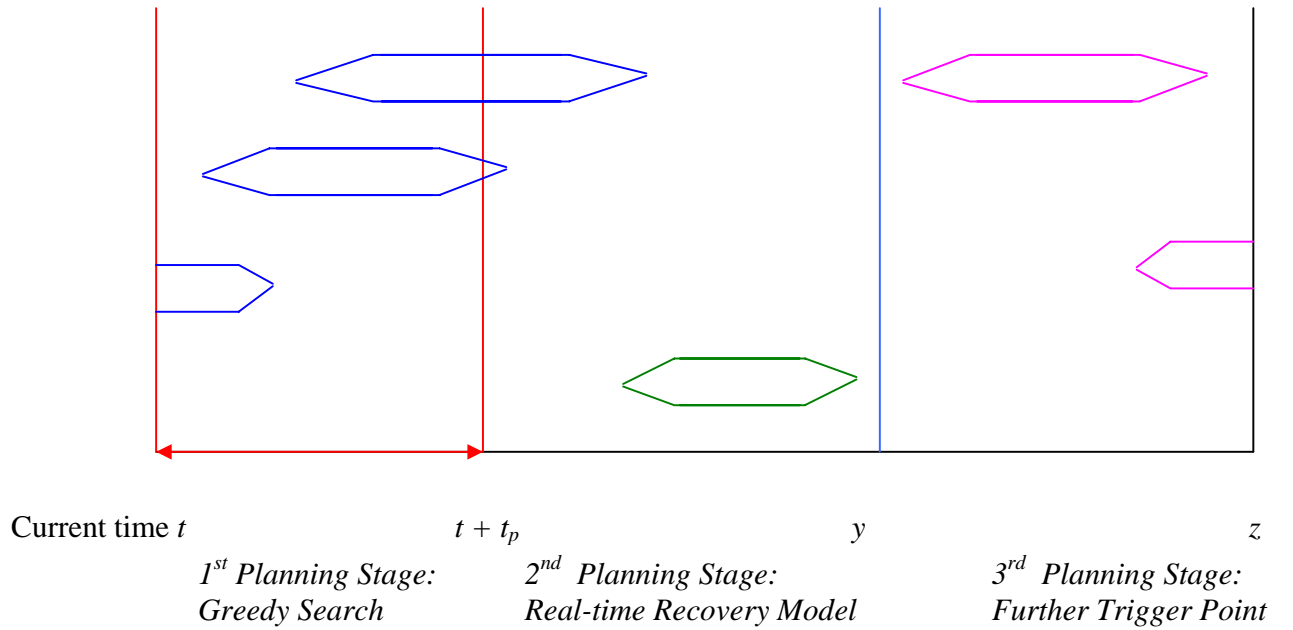 Current time t t + tp y z
1st Planning Stage: 2nd Planning Stage: 3rd Planning Stage:
Greedy Search Real-time Recovery Model Further Trigger Point